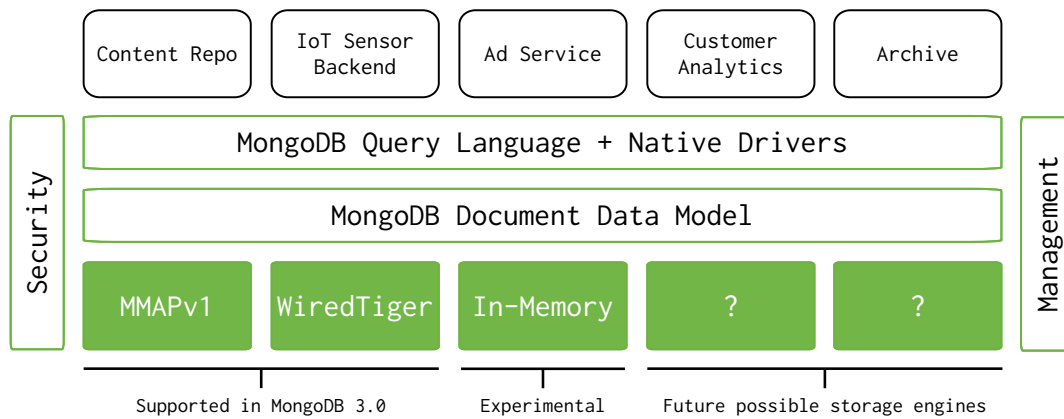 Content Repo
IoT Sensor
Backend
Ad Service
Customer
Analytics
Archive
Security
MongoDB Query Language + Native Drivers
MongoDB Document Data Model
Management
MMAPv1
WiredTiger
In-Memory
?
?
Supported in MongoDB 3.0
Experimental
Future possible storage engines